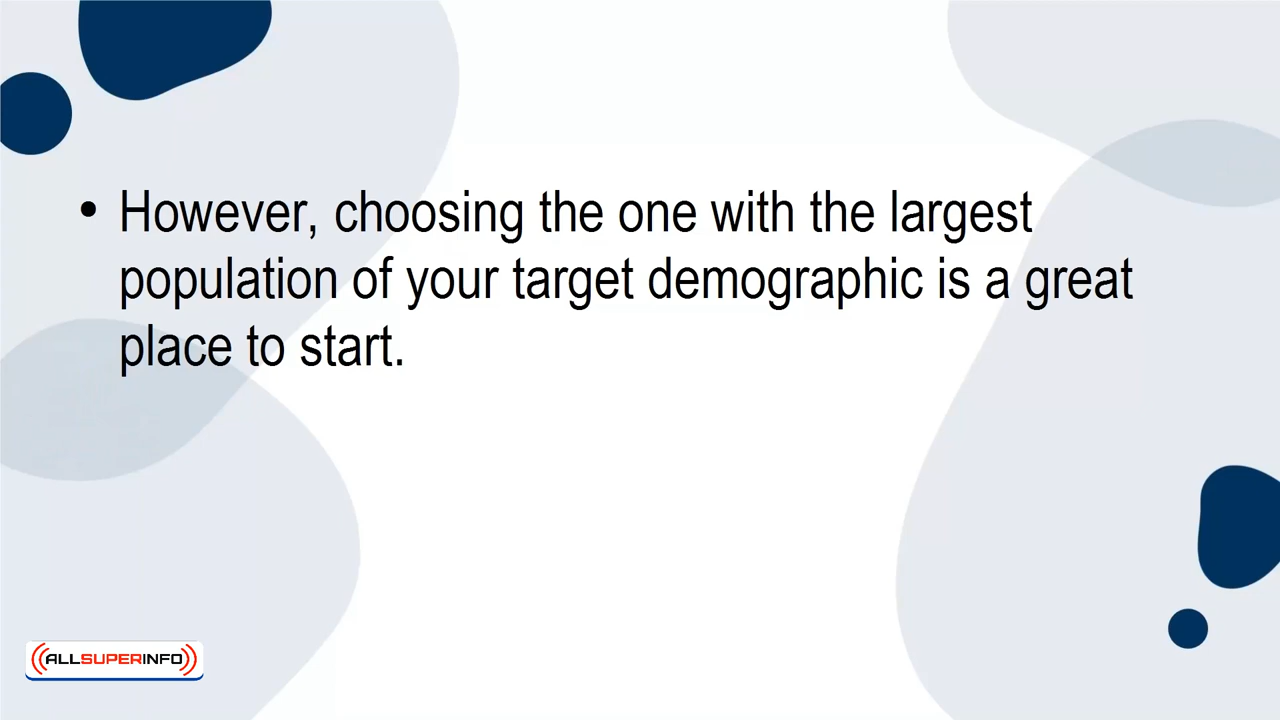 • However, choosing the one with the largest
population of your target demographic is a great
place to start.
ALLSUPERINFO